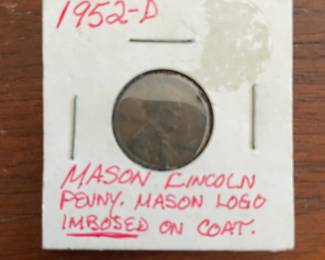 1952-D
MASON LINCOLN
PENNY. MASON LOGO
IMBOSED ON COAT.